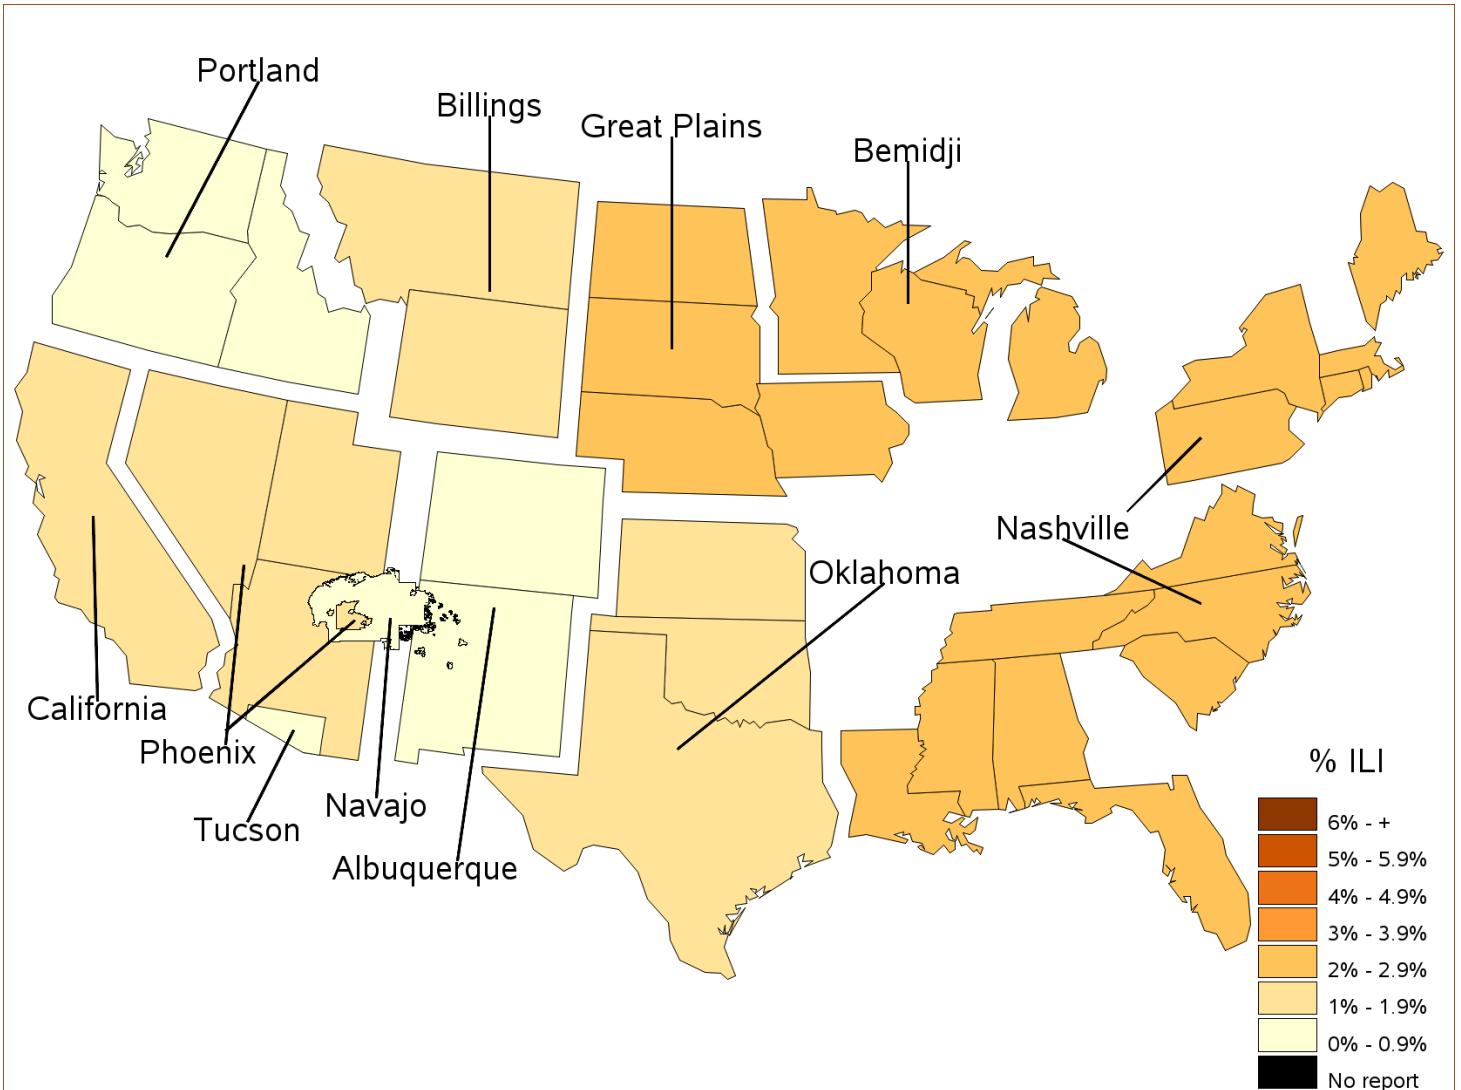 Portland
Billings
Great Plains
Bemidji
Nashville
Oklahoma
California
Phoenix
Navajo
Tucson
Albuquerque
% ILI
6% - +
5% - 5.9%
4% - 4.9%
3% - 3.9%
2% - 2.9%
1% - 1.9%
0% - 0.9%
No report